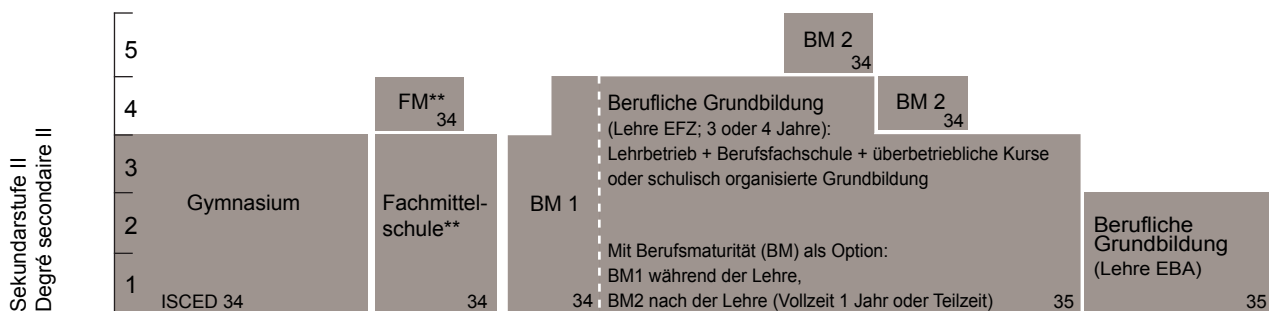 Sekundarstufe II
Degré secondaire II
5
4
3
2
1
Gymnasium
ISCED 34
FM**
34
Fachmittel-
schule**
34
BM 1
34
Berufliche Grundbildung
(Lehre EFZ; 3 oder 4 Jahre):
Lehrbetrieb + Berufsfachschule + überbetriebliche Kurse
oder schulisch organisierte Grundbildung
Mit Berufsmaturität (BM) als Option:
BM1 während der Lehre,
BM2 nach der Lehre (Vollzeit 1 Jahr oder Teilzeit)
35
BM 2
34
BM 2
34
Berufliche
Grundbildung
(Lehre EBA)
35